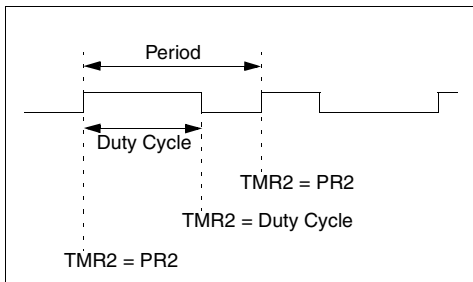 Period
Duty Cycle
TMR2 = PR2
TMR2 = Duty Cycle
TMR2 = PR2